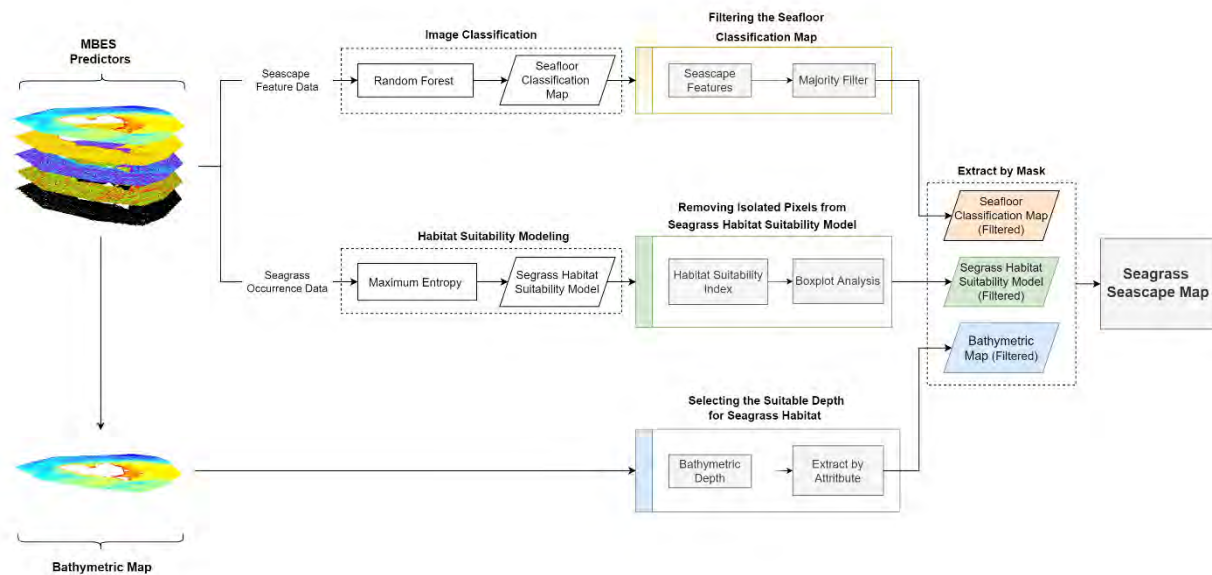 MBES
Predictors
Seascape
Feature Data
Image Classification
Random Forest
Seafloor
Classification
Map
Filtering the Seafloor
Classification Map
Seascape
Features
Majority Filter
Seagrass
Occurrence Data
Habitat Suitability Modeling
Maximum Entropy
Segrass Habitat
Suitability Model
Removing Isolated Pixels from
Seagrass Habitat Suitability Model
Habitat Suitability
Index
Boxplot Analysis
Extract by Mask
Seafloor
Classification Map
(Filtered)
Segrass Habitat
Suitability Model
(Filtered)
Bathymetric
Map (Filtered)
Seagrass
Seascape Map
Selecting the Suitable Depth
for Seagrass Habitat
Bathymetric
Depth
Extract by
Attritbute
Bathymetric Map